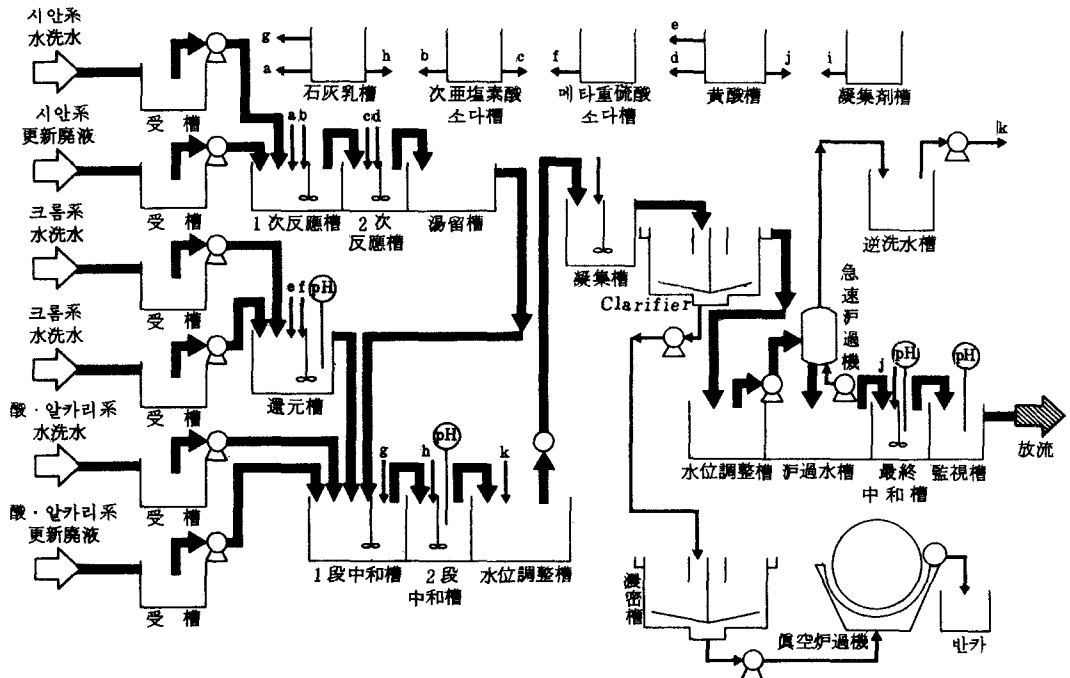 시안系
水洗水
受槽
시안系
更新廃液
受槽
크롬系
水洗水
受槽
크롬系
水洗水
受槽
酸·알카리系
水洗水
受槽
酸·알카리系
更新廃液
受槽
g
a
h
石灰乳槽
b
c
次亜塩素酸
소다槽
f
메타重硫酸
소다槽
e
d
j
黄酸槽
i
凝集剤槽
a b
c d
1次反應槽
2次
反應槽
湯留槽
e f
pH
還元槽
g
h
pH
k
1段中和槽
2段
中和槽
水位調整槽
凝集槽
Clarifier
急速沪過機
逆洗水槽
k
j
pH
pH
水位調整槽
沪過水槽
最終
中和槽
監視槽
放流
濃密槽
眞空沪過機
반카